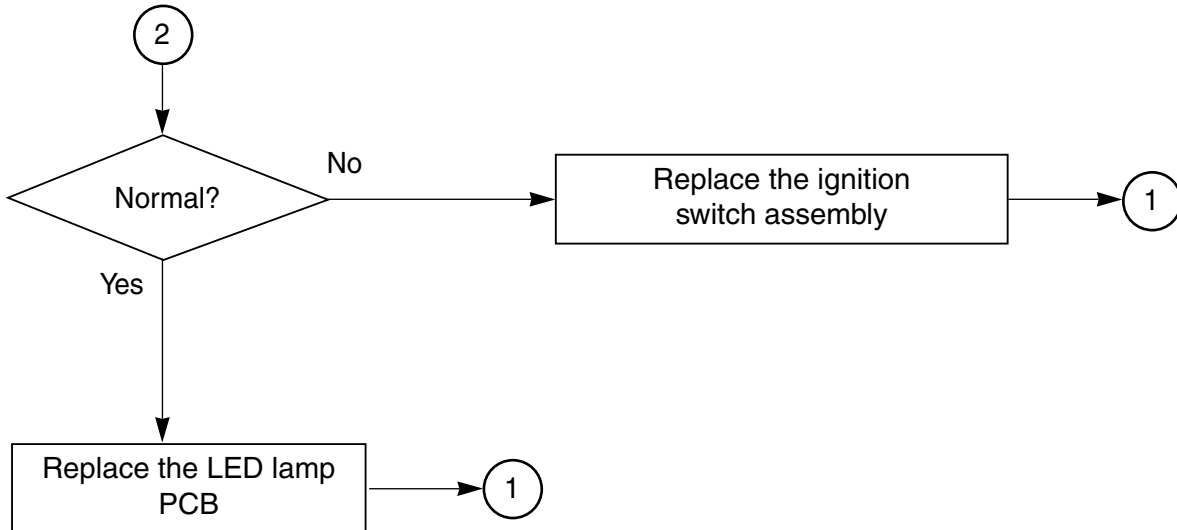 2
Normal?
No
Replace the ignition
switch assembly
1
Yes
Replace the LED lamp
PCB
1